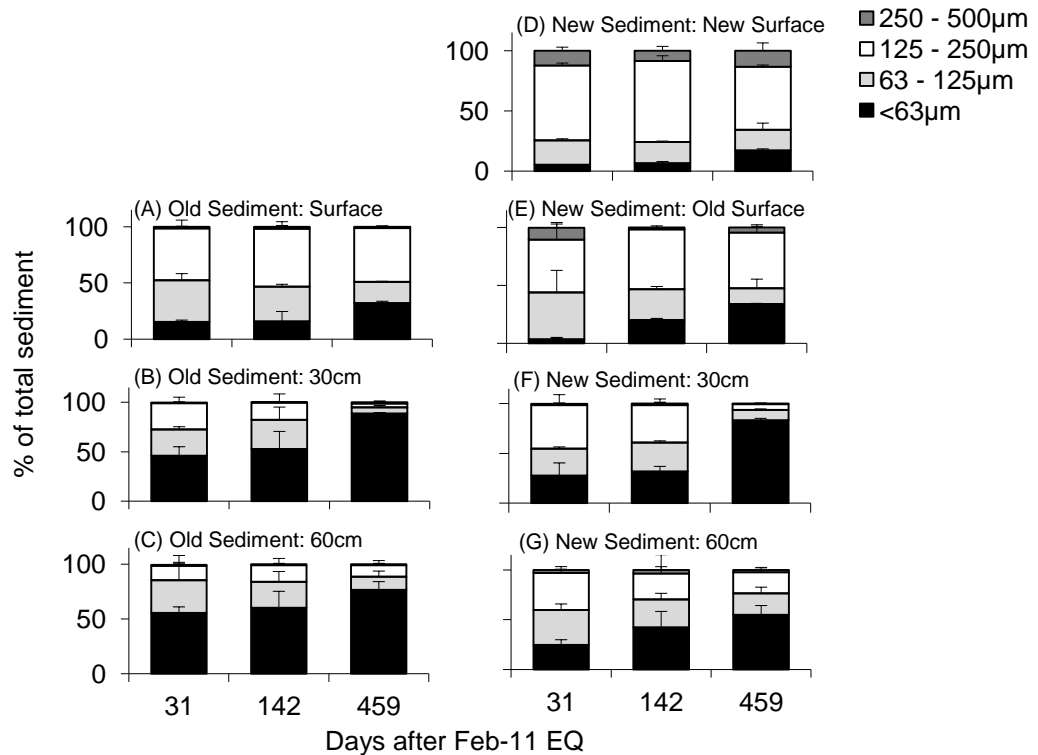 (D) New Sediment: New Surface
250 - 500µm
125 - 250µm
63 - 125µm
<63µm
100
50
0
(A) Old Sediment: Surface
100
50
0
(E) New Sediment: Old Surface
(B) Old Sediment: 30cm
100
50
0
(F) New Sediment: 30cm
(C) Old Sediment: 60cm
100
50
0
(G) New Sediment: 60cm
% of total sediment
31 142 459
31 142 459
Days after Feb-11 EQ